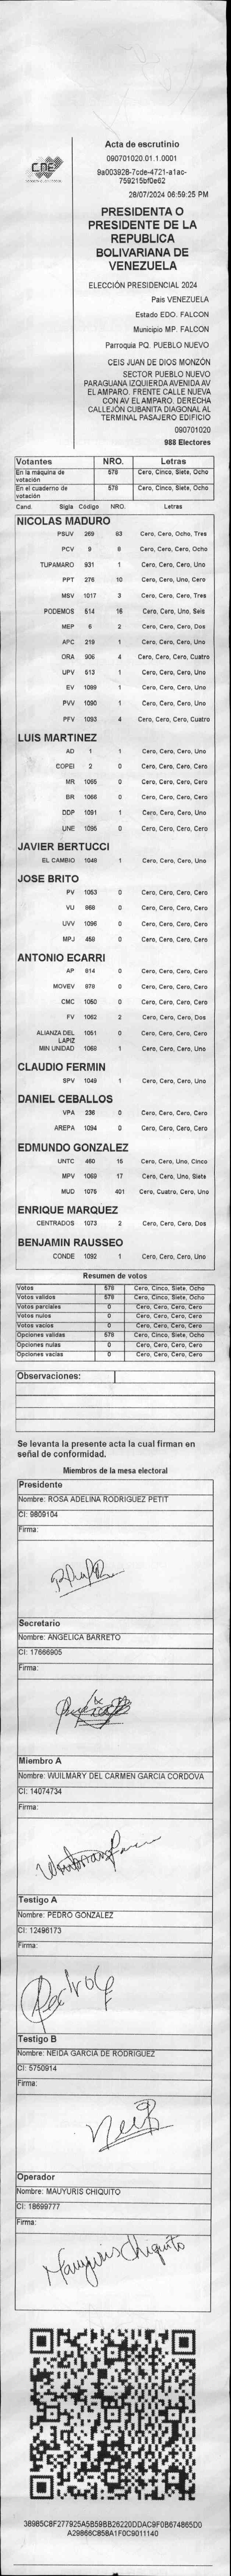 CNE
Acta de escrutinio
090701020.01.1.0001
9a003928-7cde-4721-a1ac-
759215bf0e62
28/07/2024 06:59:25 PM
PRESIDENTA O
PRESIDENTE DE LA
REPUBLICA
BOLIVARIANA DE
VENEZUELA
ELECCIÓN PRESIDENCIAL 2024
Pais VENEZUELA
Estado EDO. FALCON
Municipio MP. FALCON
Parroquia PQ. PUEBLO NUEVO
CEIS JUAN DE DIOS MONZÓN
SECTOR PUEBLO NUEVO
PARAGUANA IZQUIERDA AVENIDA AV
EL AMPARO. FRENTE CALLE NUEVA
CON AV EL AMPARO. DERECHA
CALLEJÓN CUBANITA DIAGONAL AL
TERMINAL PASAJERO EDIFICIO
090701020
988 Electores
Votantes NRO. Letras
En la máquina de votación 578 Cero, Cinco, Siete, Ocho
En el cuaderno de votación 578 Cero, Cinco, Siete, Ocho
Cand. Sigla Código NRO. Letras
NICOLAS MADURO
PSUV 269 83 Cero, Cero, Ocho, Tres
PCV 9 8 Cero, Cero, Cero, Ocho
TUPAMARO 931 1 Cero, Cero, Cero, Uno
PPT 276 10 Cero, Cero, Uno, Cero
MSV 1017 3 Cero, Cero, Cero, Tres
PODEMOS 514 16 Cero, Cero, Uno, Seis
MEP 6 2 Cero, Cero, Cero, Dos
APC 219 1 Cero, Cero, Cero, Uno
ORA 906 4 Cero, Cero, Cero, Cuatro
UPV 513 1 Cero, Cero, Cero, Uno
EV 1089 1 Cero, Cero, Cero, Uno
PVV 1090 1 Cero, Cero, Cero, Uno
PFV 1093 4 Cero, Cero, Cero, Cuatro
LUIS MARTINEZ
AD 1 1 Cero, Cero, Cero, Uno
COPEI 2 0 Cero, Cero, Cero, Cero
MR 1065 0 Cero, Cero, Cero, Cero
BR 1066 0 Cero, Cero, Cero, Cero
DDP 1091 1 Cero, Cero, Cero, Uno
UNE 1095 0 Cero, Cero, Cero, Cero
JAVIER BERTUCCI
EL CAMBIO 1048 1 Cero, Cero, Cero, Uno
JOSE BRITO
PV 1053 0 Cero, Cero, Cero, Cero
VU 868 0 Cero, Cero, Cero, Cero
UVV 1096 0 Cero, Cero, Cero, Cero
MPJ 458 0 Cero, Cero, Cero, Cero
ANTONIO ECARRI
AP 814 0 Cero, Cero, Cero, Cero
MOVEV 878 0 Cero, Cero, Cero, Cero
CMC 1050 0 Cero, Cero, Cero, Cero
FV 1062 2 Cero, Cero, Cero, Dos
ALIANZA DEL LAPIZ 1051 0 Cero, Cero, Cero, Cero
MIN UNIDAD 1068 1 Cero, Cero, Cero, Uno
CLAUDIO FERMIN
SPV 1049 1 Cero, Cero, Cero, Uno
DANIEL CEBALLOS
VPA 236 0 Cero, Cero, Cero, Cero
AREPA 1094 0 Cero, Cero, Cero, Cero
EDMUNDO GONZALEZ
UNTC 460 15 Cero, Cero, Uno, Cinco
MPV 1069 17 Cero, Cero, Uno, Siete
MUD 1078 401 Cero, Cuatro, Cero, Uno
ENRIQUE MARQUEZ
CENTRADOS 1073 2 Cero, Cero, Cero, Dos
BENJAMIN RAUSSEO
CONDE 1092 1 Cero, Cero, Cero, Uno
Resumen de votos
Votos 578 Cero, Cinco, Siete, Ocho
Votos validos 578 Cero, Cinco, Siete, Ocho
Votos parciales 0 Cero, Cero, Cero, Cero
Votos nulos 0 Cero, Cero, Cero, Cero
Votos vacíos 0 Cero, Cero, Cero, Cero
Opciones validas 578 Cero, Cinco, Siete, Ocho
Opciones nulas 0 Cero, Cero, Cero, Cero
Opciones vacías 0 Cero, Cero, Cero, Cero
Observaciones:
Se levanta la presente acta la cual firman en
señal de conformidad.
Miembros de la mesa electoral
Presidente
Nombre: ROSA ADELINA RODRIGUEZ PETIT
CI: 9809104
Firma:
Secretario
Nombre: ANGELICA BARRETO
CI: 17666905
Firma:
Miembro A
Nombre: WUILMARY DEL CARMEN GARCIA CORDOVA
CI: 14074734
Firma:
Testigo A
Nombre: PEDRO GONZALEZ
CI: 12496173
Firma:
Testigo B
Nombre: NEIDA GARCIA DE RODRIGUEZ
CI: 5750914
Firma:
Operador
Nombre: MAUYURIS CHIQUITO
CI: 18699777
Firma:
Mauyuris Chiquito
38985C8F277925A5B59BB26220DDAC9F0B674865D0
A29866C858A1F0C9011140